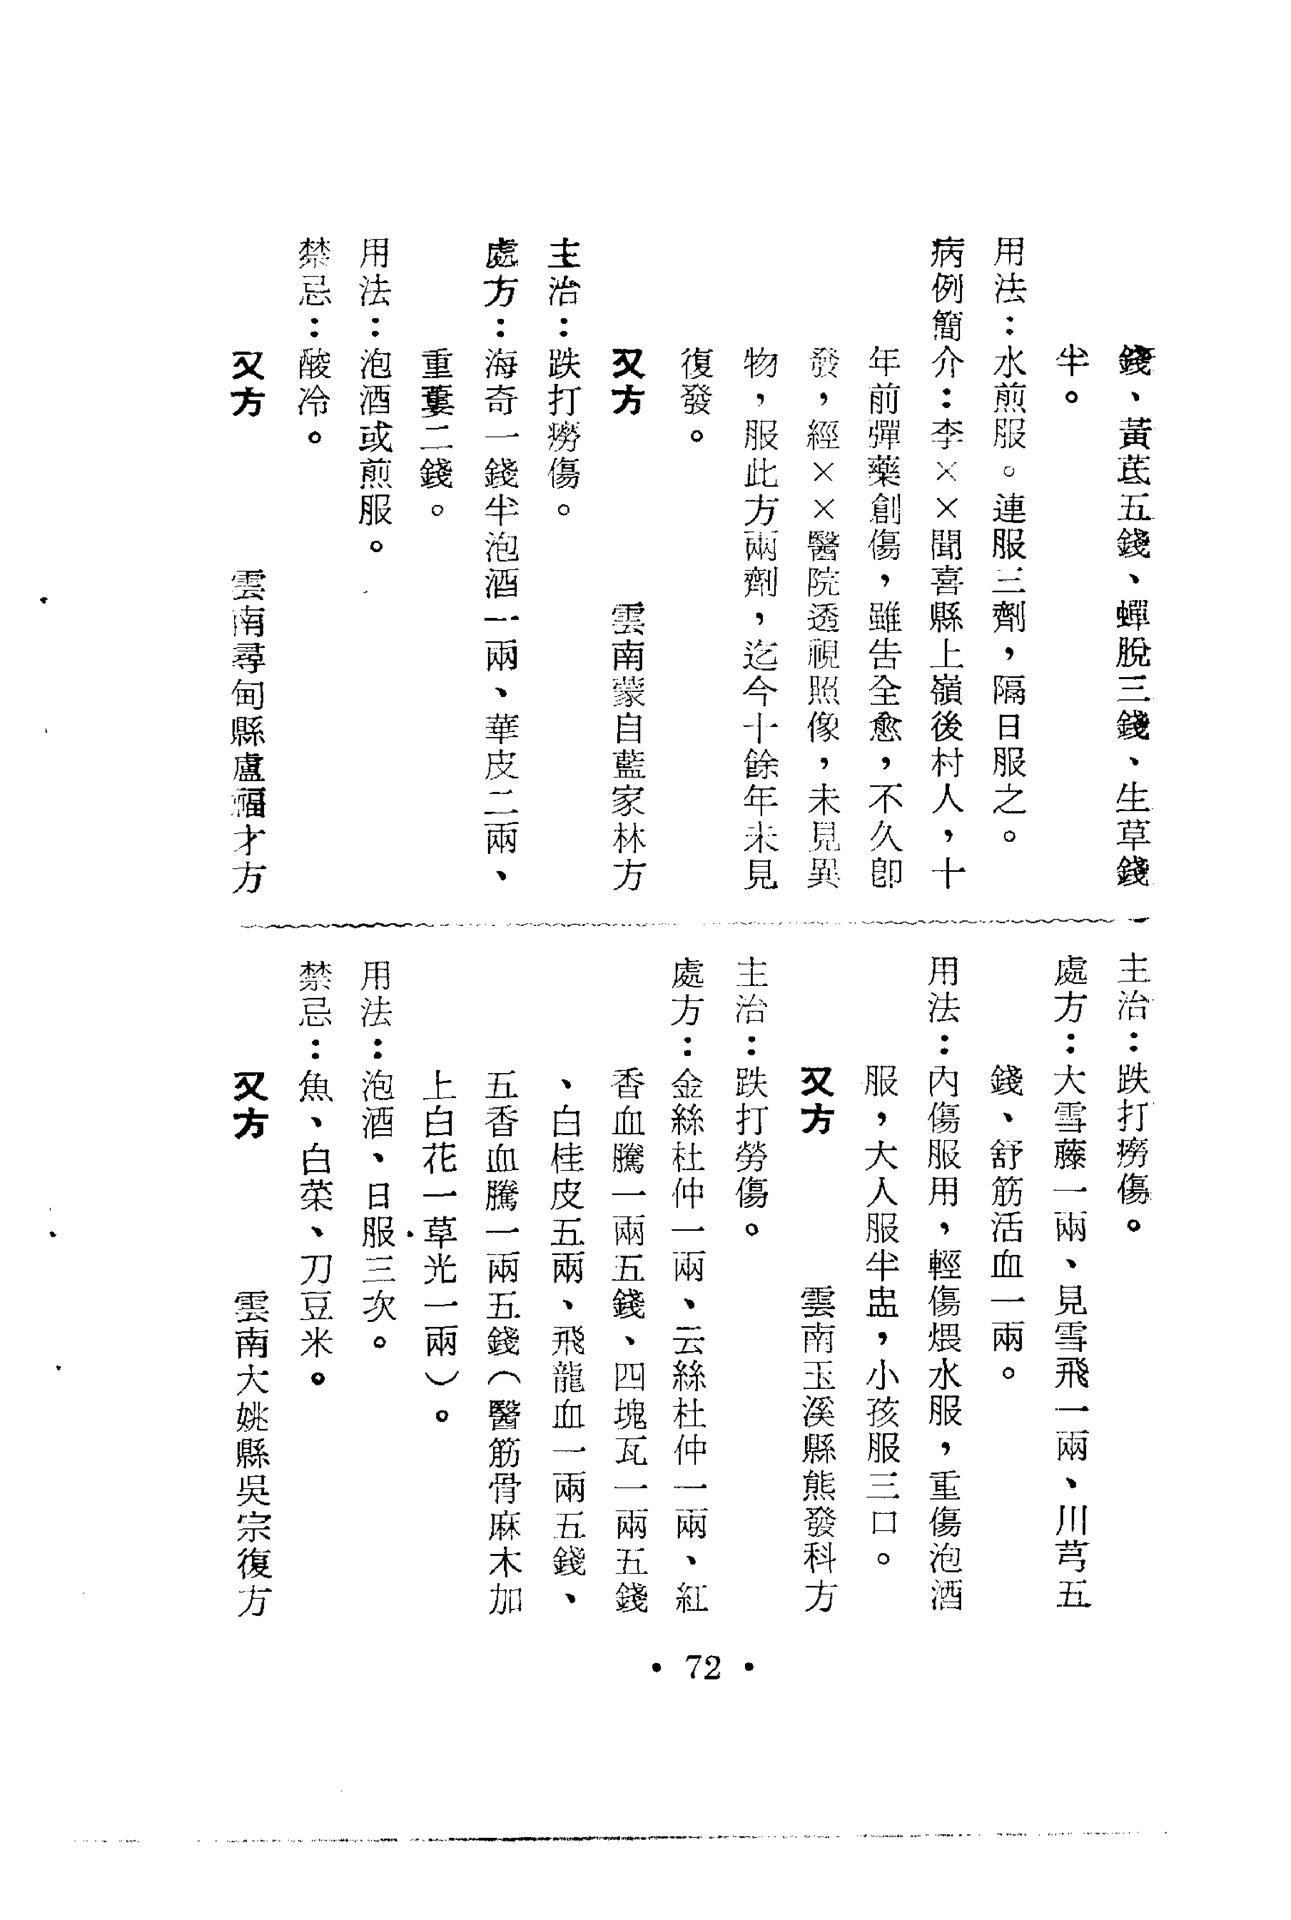 錢、黃芪五錢、蟬脫三錢、生草錢
半。
用法：水煎服。連服三劑，隔日服之。
病例簡介：李××聞喜縣上嶺後村人，十
年前彈藥創傷，雖告全愈，不久卽
發，經××醫院透視照像，未見異
物，服此方兩劑，迄今十餘年未見
復發。
又方　雲南蒙自藍家林方
主治：跌打癆傷。
處方：海奇一錢半泡酒一兩、華皮二兩、
重蔞二錢。
用法：泡酒或煎服。
禁忌：酸冷。
又方　雲南尋甸縣盧福才方
主治：跌打癆傷。
處方：大雪藤一兩、見雪飛一兩、川芎五
錢、舒筋活血一兩。
用法：內傷服用，輕傷煨水服，重傷泡酒
服，大人服半盅，小孩服三口。
又方　雲南玉溪縣熊發科方
主治：跌打勞傷。
處方：金絲杜仲一兩、云絲杜仲一兩、紅
香血騰一兩五錢、四塊瓦一兩五錢
、白桂皮五兩、飛龍血一兩五錢、
五香血騰一兩五錢（醫筋骨麻木加
上白花一草光一兩）。
用法：泡酒、日服三次。
禁忌：魚、白菜、刀豆米。
又方　雲南大姚縣吳宗復方
• 72 •